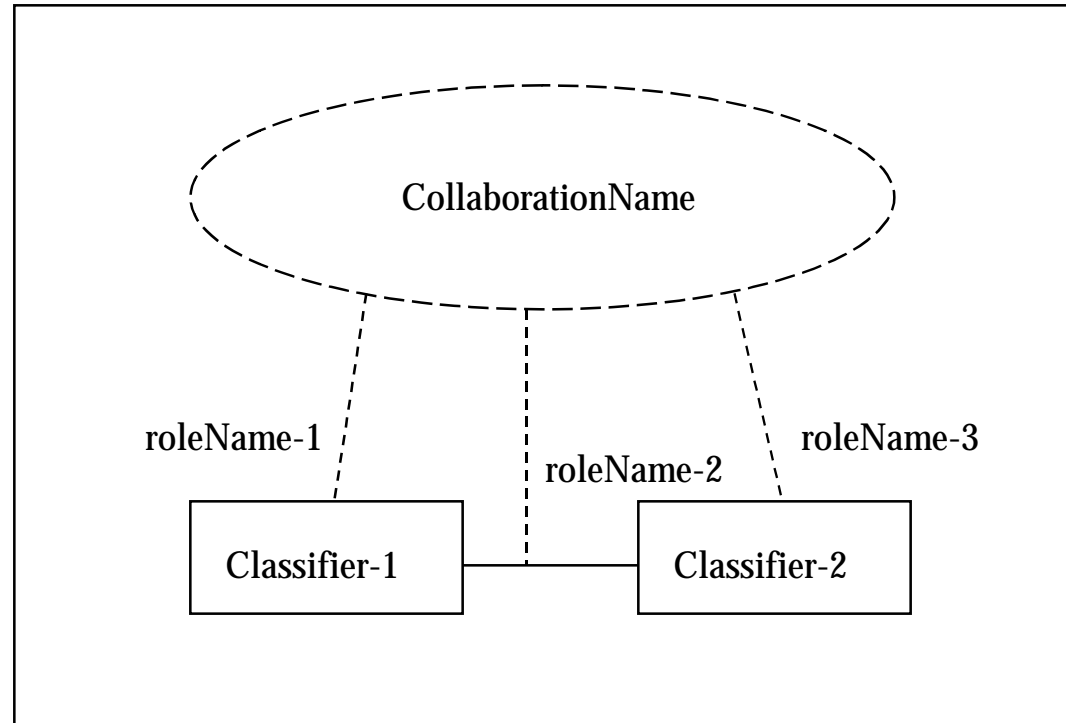 CollaborationName
roleName-1
roleName-3
roleName-2
Classifier-1
Classifier-2